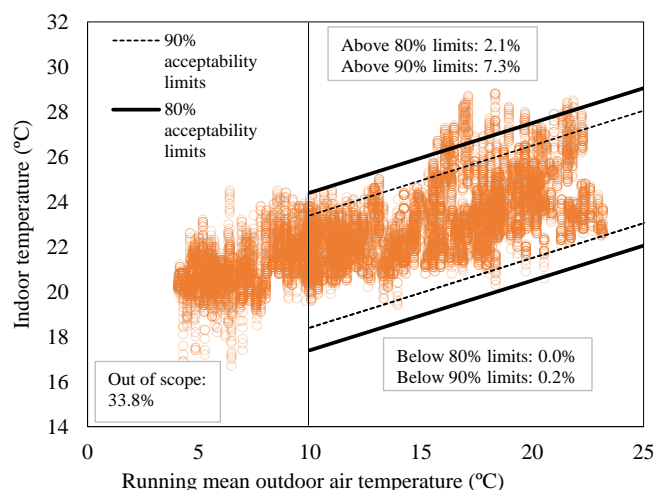 32
30
28
26
24
22
20
18
16
14
Indoor temperature (ºC)
90%
acceptability
limits
80%
acceptability
limits
Above 80% limits: 2.1%
Above 90% limits: 7.3%
Below 80% limits: 0.0%
Below 90% limits: 0.2%
Out of scope:
33.8%
0 5 10 15 20 25
Running mean outdoor air temperature (ºC)